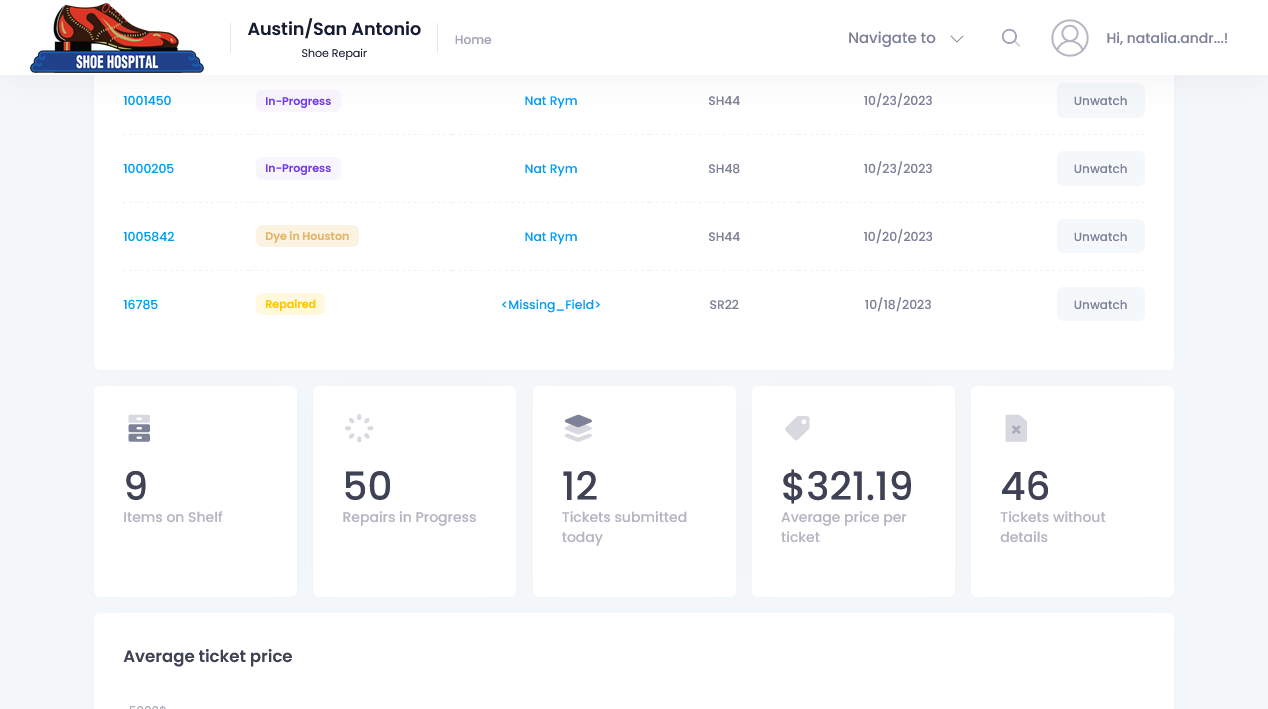 SHOE HOSPITAL
Austin/San Antonio
Shoe Repair
Home
Navigate to
Hi, natalia.andr...!
1001450 In-Progress Nat Rym SH44 10/23/2023 Unwatch
1000205 In-Progress Nat Rym SH48 10/23/2023 Unwatch
1005842 Dye in Houston Nat Rym SH44 10/20/2023 Unwatch
16785 Repaired <Missing_Field> SR22 10/18/2023 Unwatch
9
Items on Shelf
50
Repairs in Progress
12
Tickets submitted
today
$321.19
Average price per
ticket
46
Tickets without
details
Average ticket price